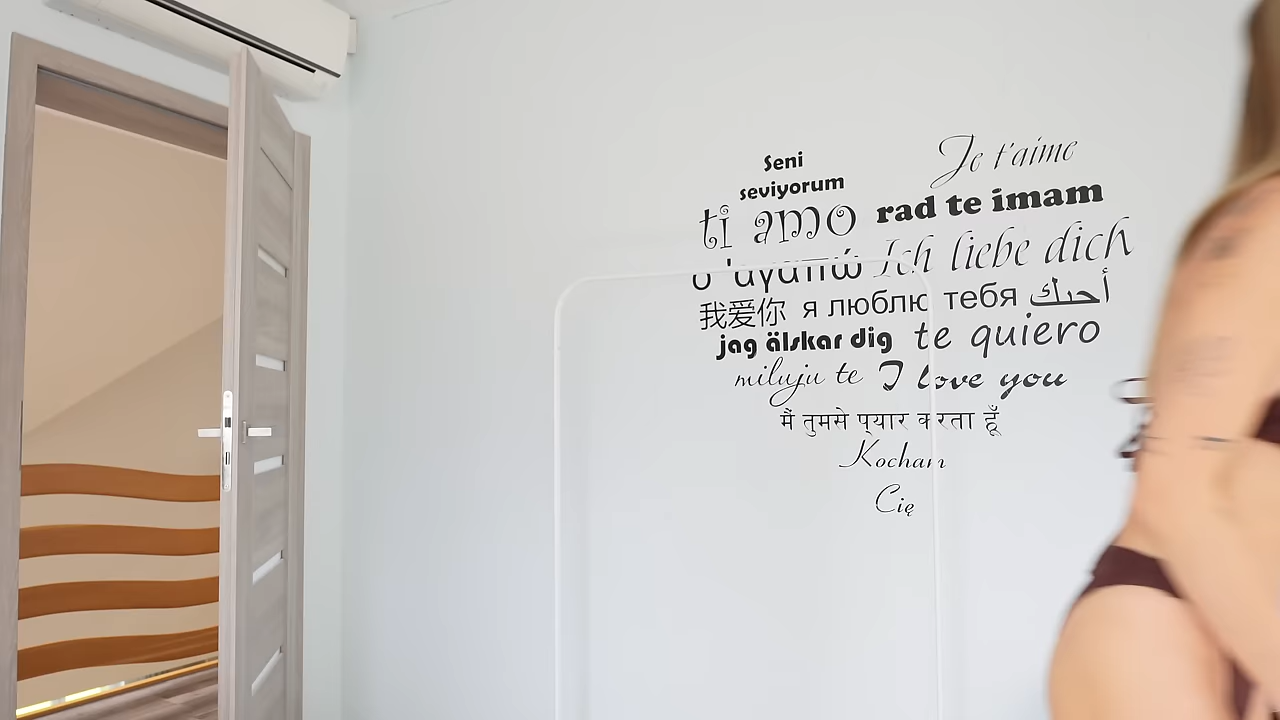 Seni
seviyorum
Je t'aime
ti amo
rad te imam
σ 'αγαπώ
Ich liebe dich
我爱你
я люблю тебя
أحبك
jag älskar dig
te quiero
miluju te
I love you
मैं तुमसे प्यार करता हूँ
Kocham
Cię